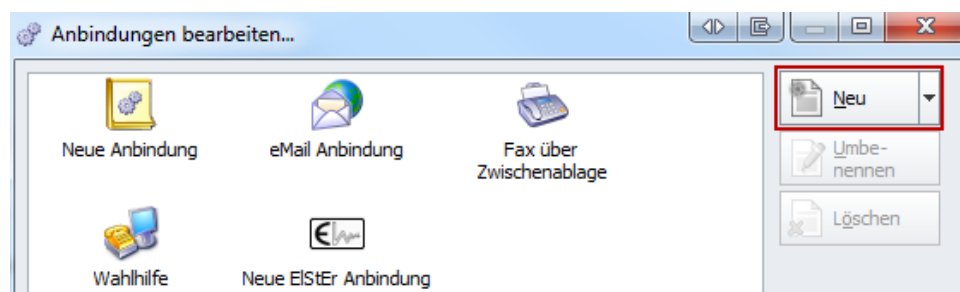 Anbindungen bearbeiten...
Neue Anbindung
eMail Anbindung
Fax über
Zwischenablage
Wahlhilfe
Neue ElStEr Anbindung
Neu
Umbe-
nennen
Löschen